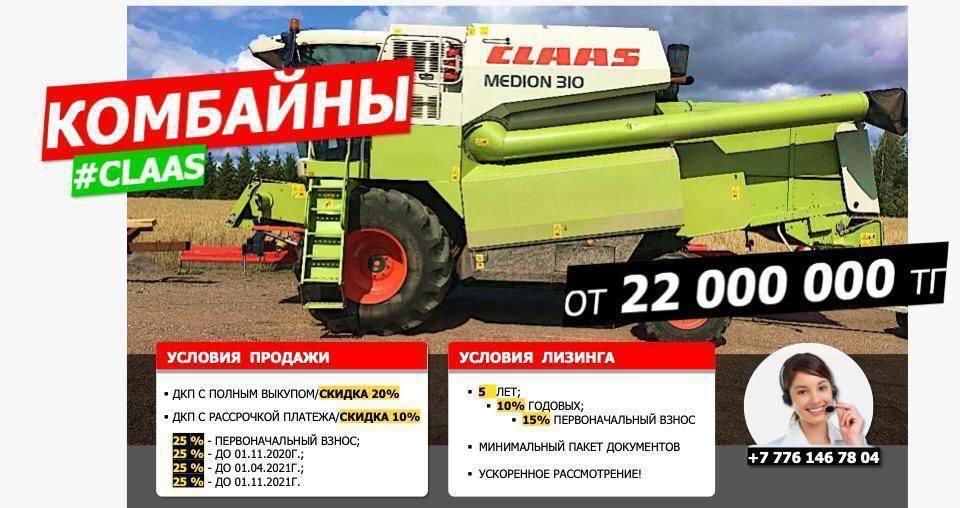 CLAAS
MEDION 310
КОМБАЙНЫ
#CLAAS
ОТ 22 000 000 ТГ
УСЛОВИЯ ПРОДАЖИ
▪ ДКП С ПОЛНЫМ ВЫКУПОМ/СКИДКА 20%
▪ ДКП С РАССРОЧКОЙ ПЛАТЕЖА/СКИДКА 10%
25 % - ПЕРВОНАЧАЛЬНЫЙ ВЗНОС;
25 % - ДО 01.11.2020Г.;
25 % - ДО 01.04.2021Г.;
25 % - ДО 01.11.2021Г.
УСЛОВИЯ ЛИЗИНГА
▪ 5 ЛЕТ;
▪ 10% ГОДОВЫХ;
▪ 15% ПЕРВОНАЧАЛЬНЫЙ ВЗНОС
▪ МИНИМАЛЬНЫЙ ПАКЕТ ДОКУМЕНТОВ
▪ УСКОРЕННОЕ РАССМОТРЕНИЕ!
+7 776 146 78 04